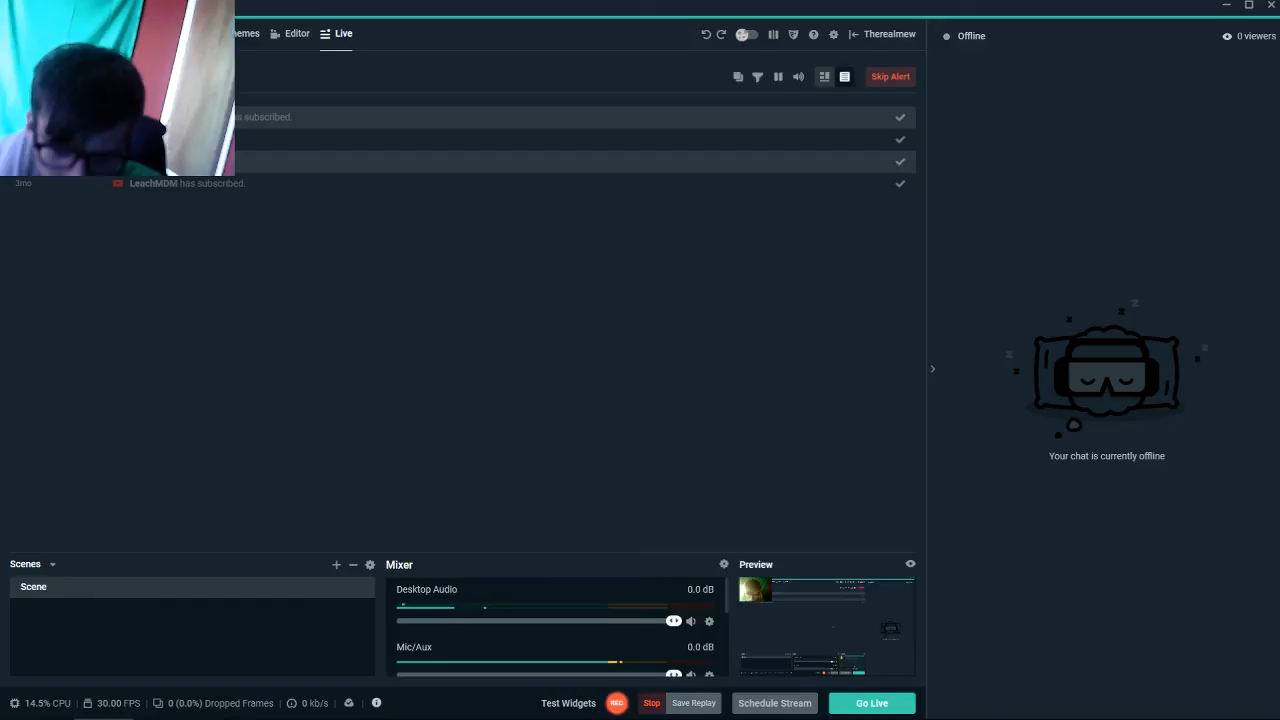 emes Editor Live Therealmew
Offline 0 viewers
Skip Alert
as subscribed.
3mo LeachMDM has subscribed.
z
z
z
z
Your chat is currently offline
Scenes
Scene
Mixer
Desktop Audio 0.0 dB
Mic/Aux 0.0 dB
Preview
14.5% CPU 30.00 FPS 0 (0.0%) Dropped Frames 0 kb/s
Test Widgets REC Stop Save Replay Schedule Stream Go Live